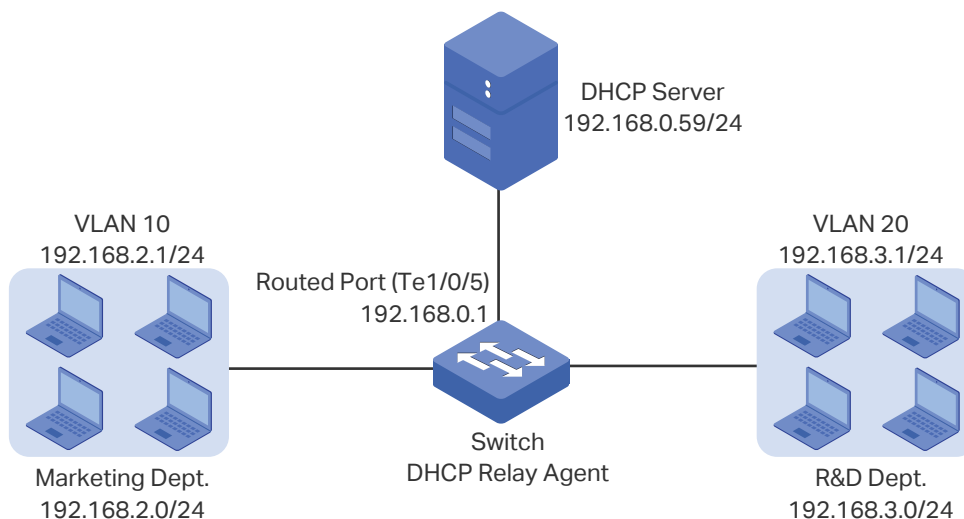 DHCP Server
192.168.0.59/24
VLAN 10
192.168.2.1/24
VLAN 20
192.168.3.1/24
Routed Port (Te1/0/5)
192.168.0.1
Switch
DHCP Relay Agent
Marketing Dept.
192.168.2.0/24
R&D Dept.
192.168.3.0/24